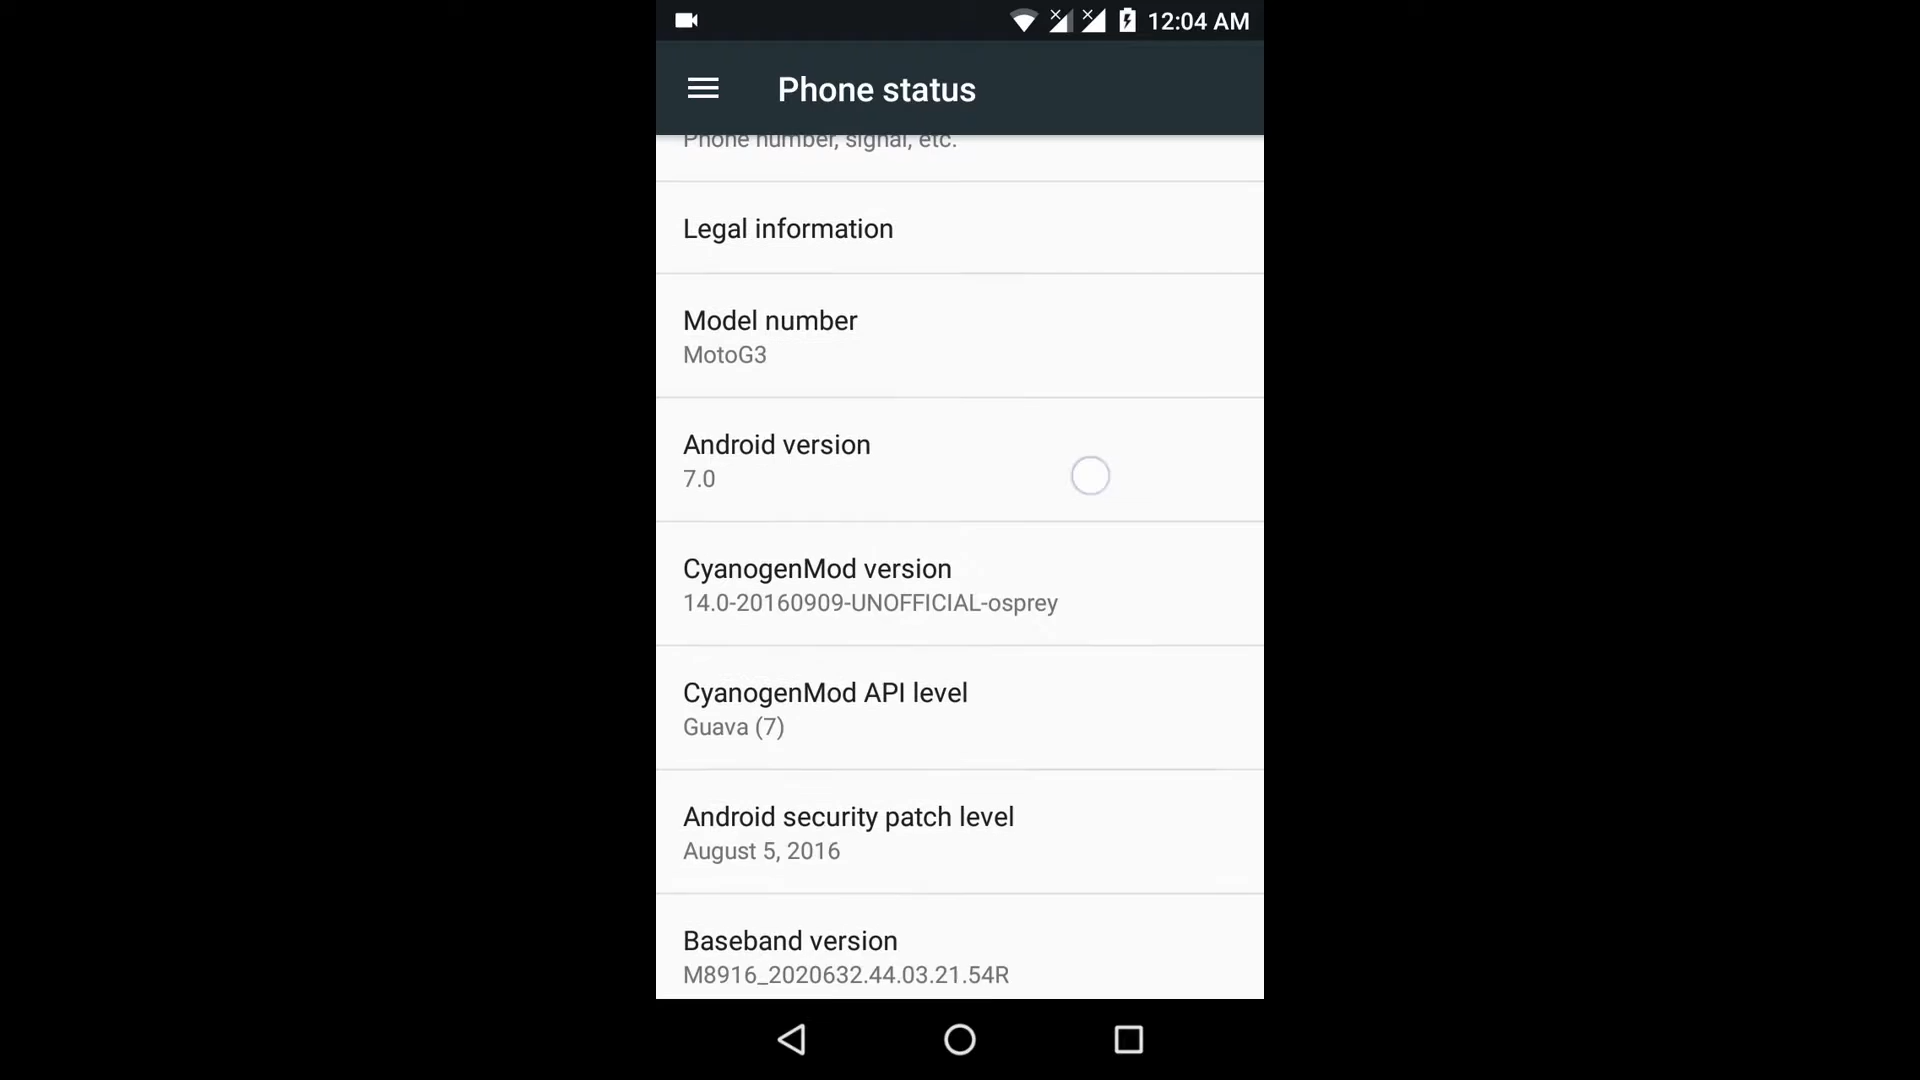 12:04 AM
Phone status
Phone number, signal, etc.
Legal information
Model number
MotoG3
Android version
7.0
CyanogenMod version
14.0-20160909-UNOFFICIAL-osprey
CyanogenMod API level
Guava (7)
Android security patch level
August 5, 2016
Baseband version
M8916_2020632.44.03.21.54R